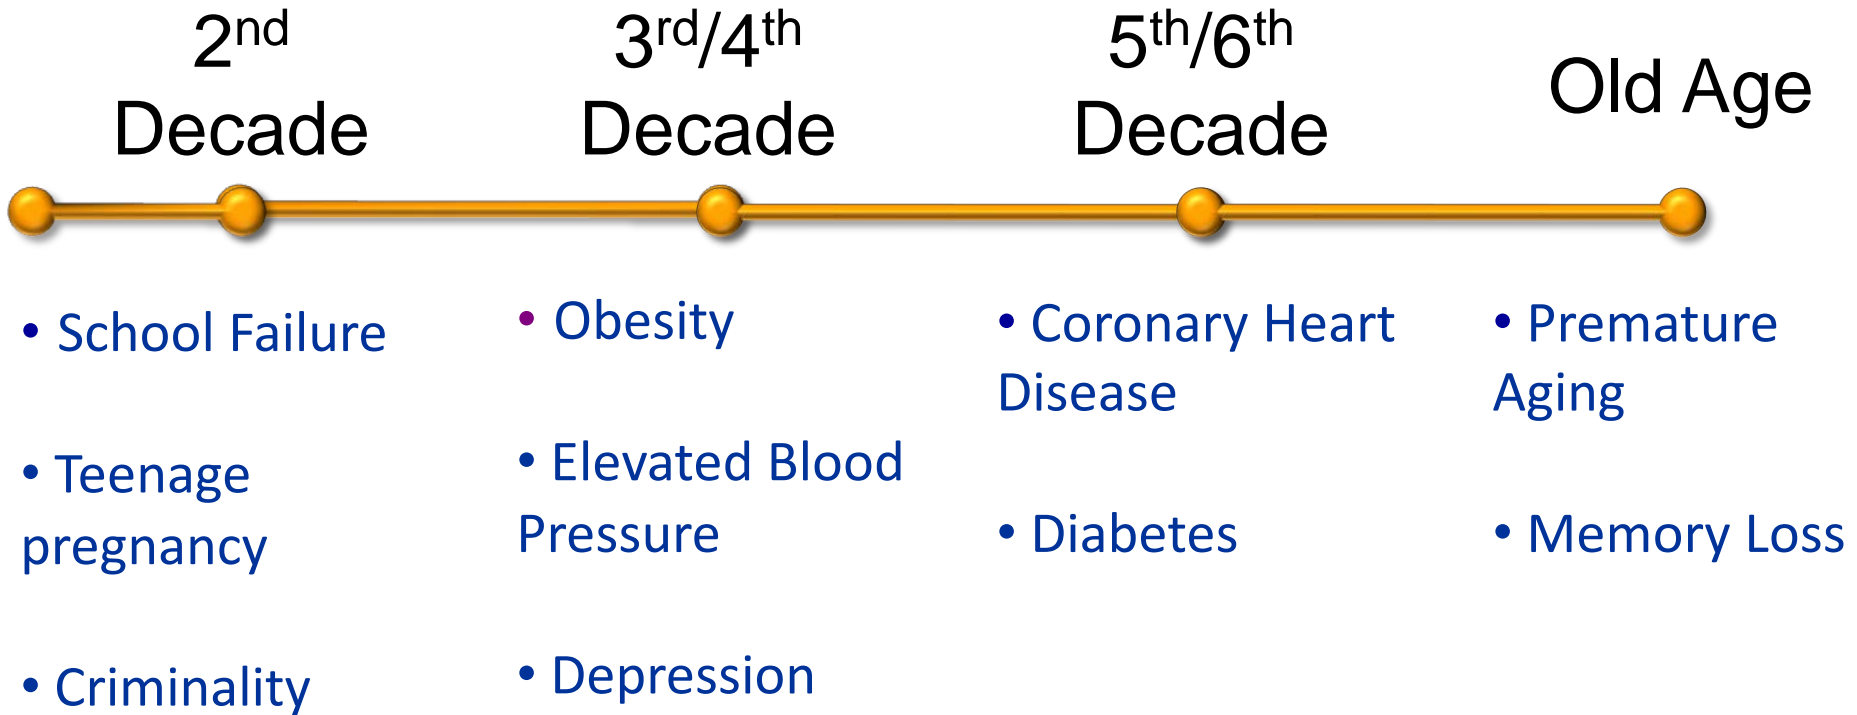 2nd
Decade
3rd/4th
Decade
5th/6th
Decade
Old Age
• School Failure
• Teenage
pregnancy
• Criminality
• Obesity
• Elevated Blood
Pressure
• Depression
• Coronary Heart
Disease
• Diabetes
• Premature
Aging
• Memory Loss